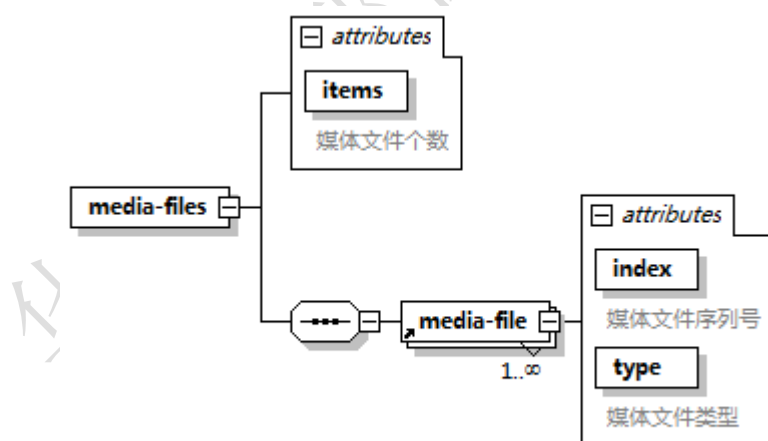 attributes
items
媒体文件个数
media-files
attributes
index
媒体文件序列号
media-file
1..∞
type
媒体文件类型